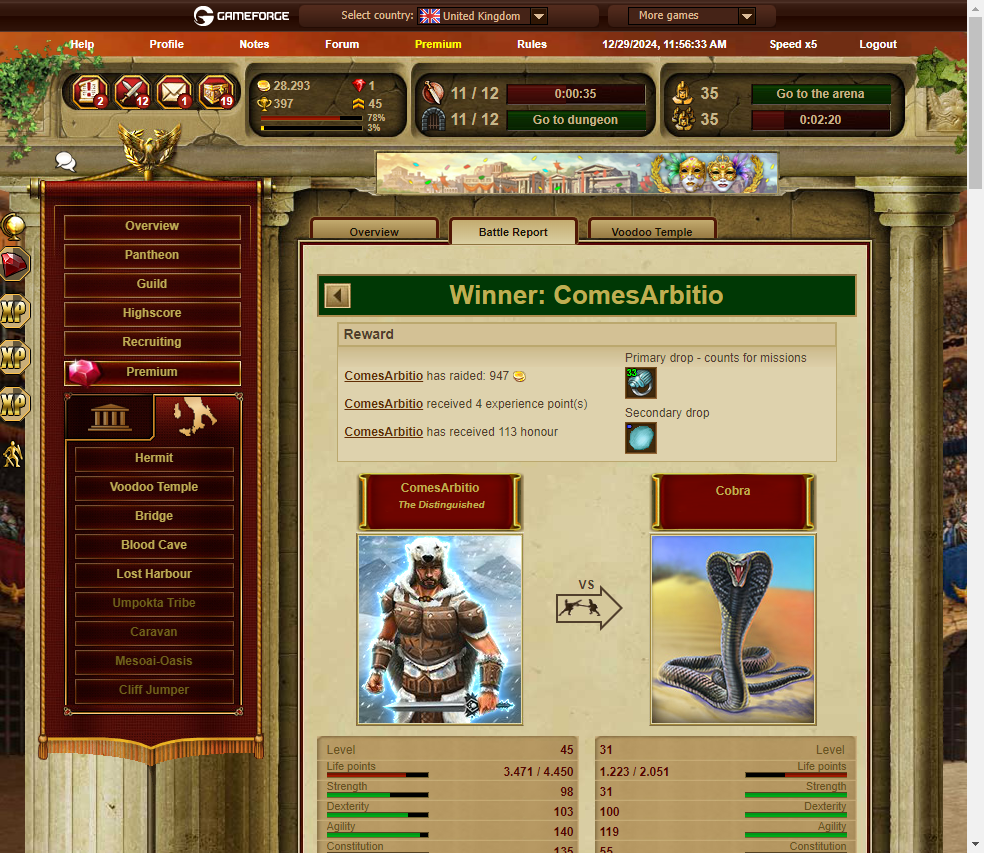 GAMEFORGE
Select country: United Kingdom
More games
Help
Profile
Notes
Forum
Premium
Rules
12/29/2024, 11:56:33 AM
Speed x5
Logout
2
12
1
19
28.293
1
397
45
78%
3%
11 / 12
0:00:35
11 / 12
Go to dungeon
35
Go to the arena
35
0:02:20
XP
XP
XP
Overview
Pantheon
Guild
Highscore
Recruiting
Premium
Hermit
Voodoo Temple
Bridge
Blood Cave
Lost Harbour
Umpokta Tribe
Caravan
Mesoai-Oasis
Cliff Jumper
Overview
Battle Report
Voodoo Temple
Winner: ComesArbitio
Reward
ComesArbitio has raided: 947
ComesArbitio received 4 experience point(s)
ComesArbitio has received 113 honour
Primary drop - counts for missions
33
Secondary drop
ComesArbitio
The Distinguished
VS
Cobra
Level 45
Life points 3.471 / 4.450
Strength 98
Dexterity 103
Agility 140
Constitution 135
31 Level
1.223 / 2.051 Life points
31 Strength
100 Dexterity
119 Agility
55 Constitution